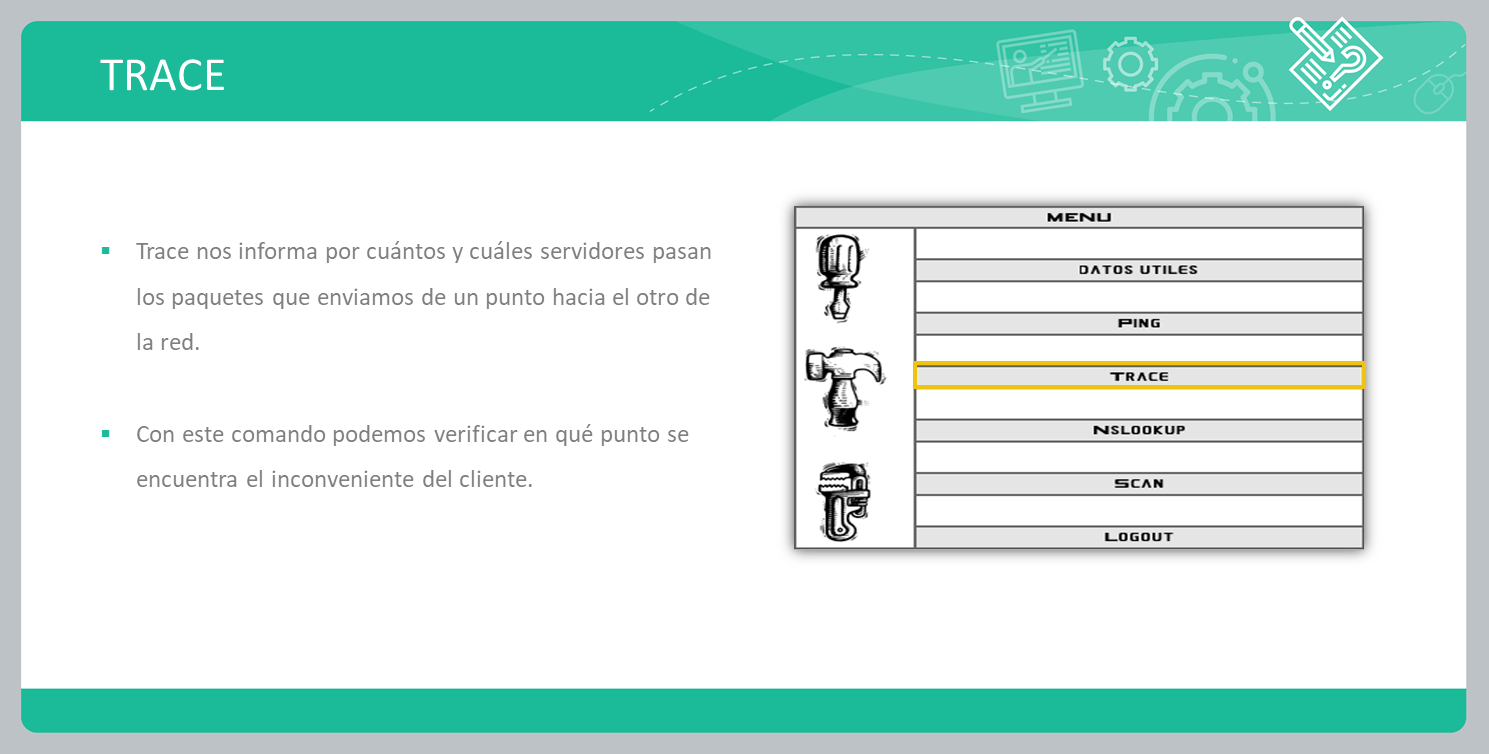 TRACE
Trace nos informa por cuántos y cuáles servidores pasan
los paquetes que enviamos de un punto hacia el otro de
la red.
Con este comando podemos verificar en qué punto se
encuentra el inconveniente del cliente.
MENU
DATOS UTILES
PING
TRACE
NSLOOKUP
SCAN
LOGOUT